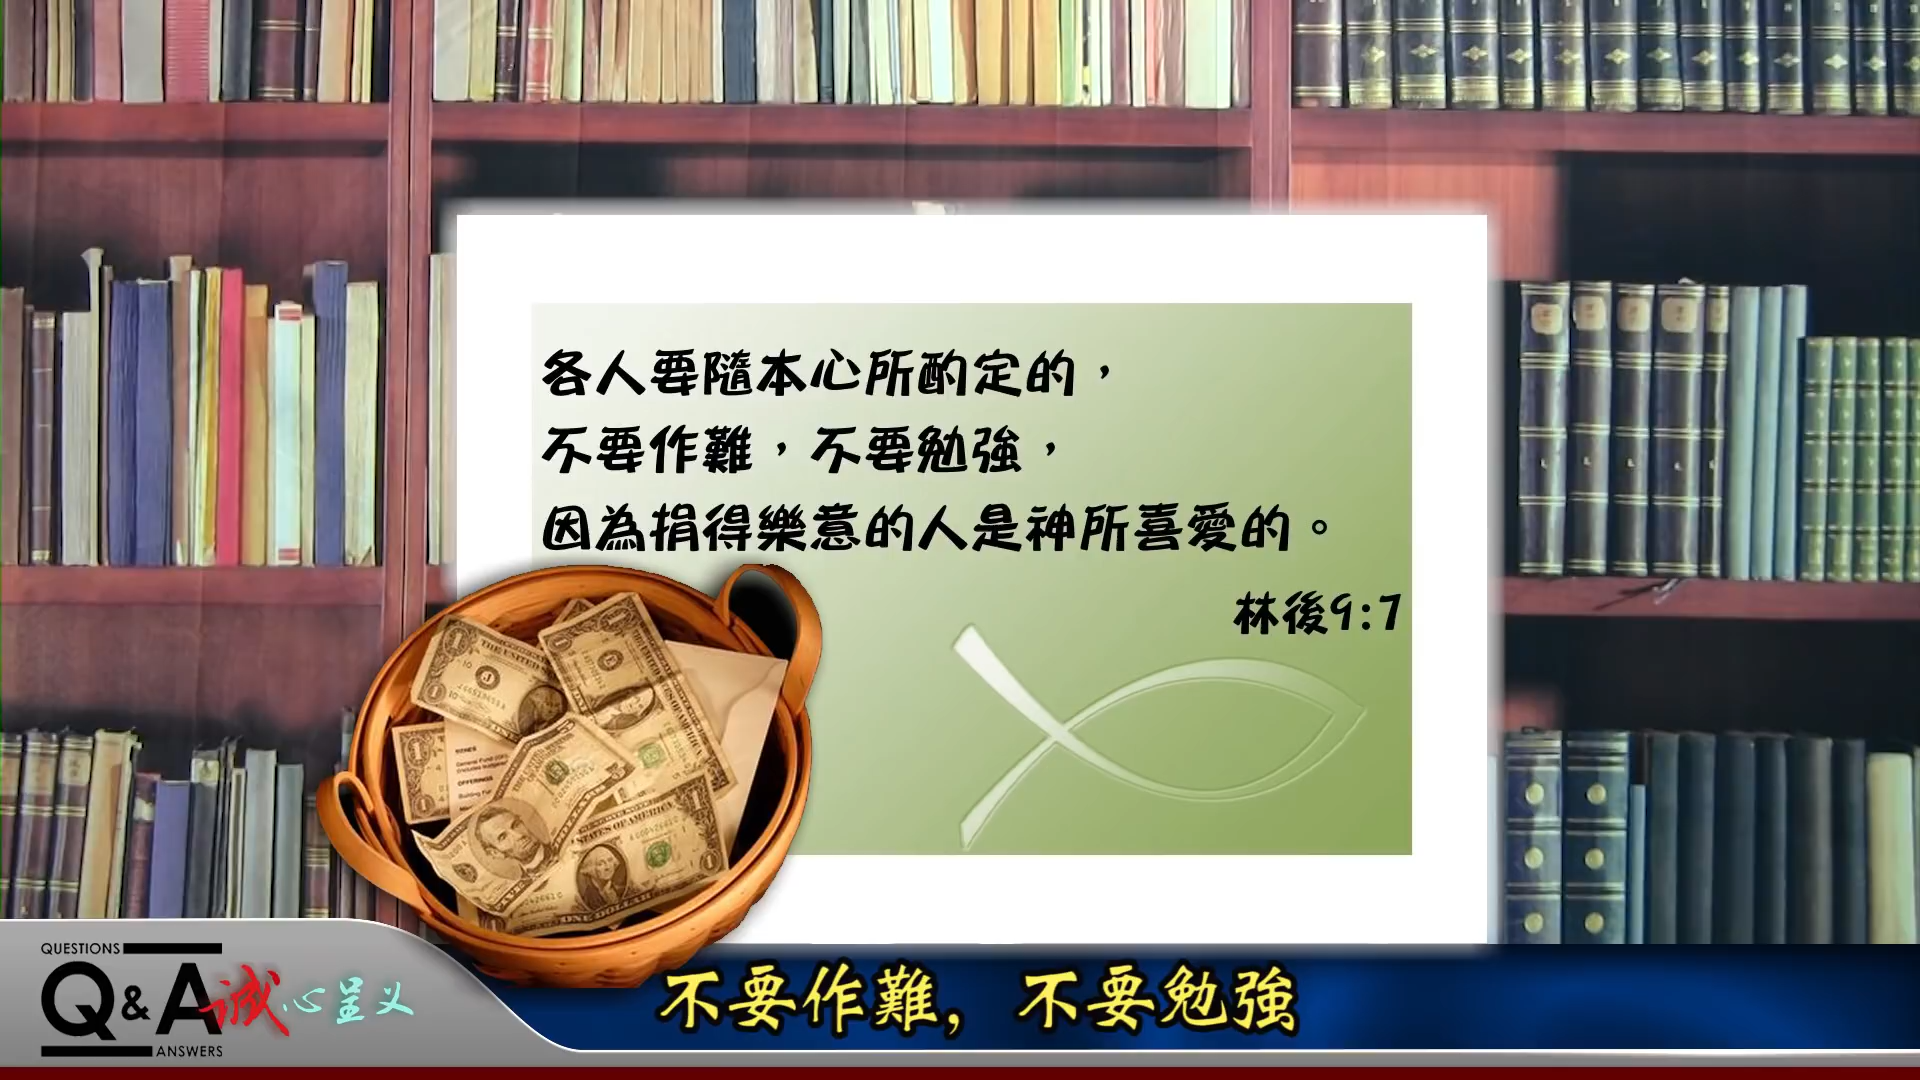 各人要隨本心所酌定的，
不要作難，不要勉強，
因為捐得樂意的人是神所喜愛的。
林後9:7
QUESTIONS
Q&A誠心呈义
ANSWERS
不要作難，不要勉強